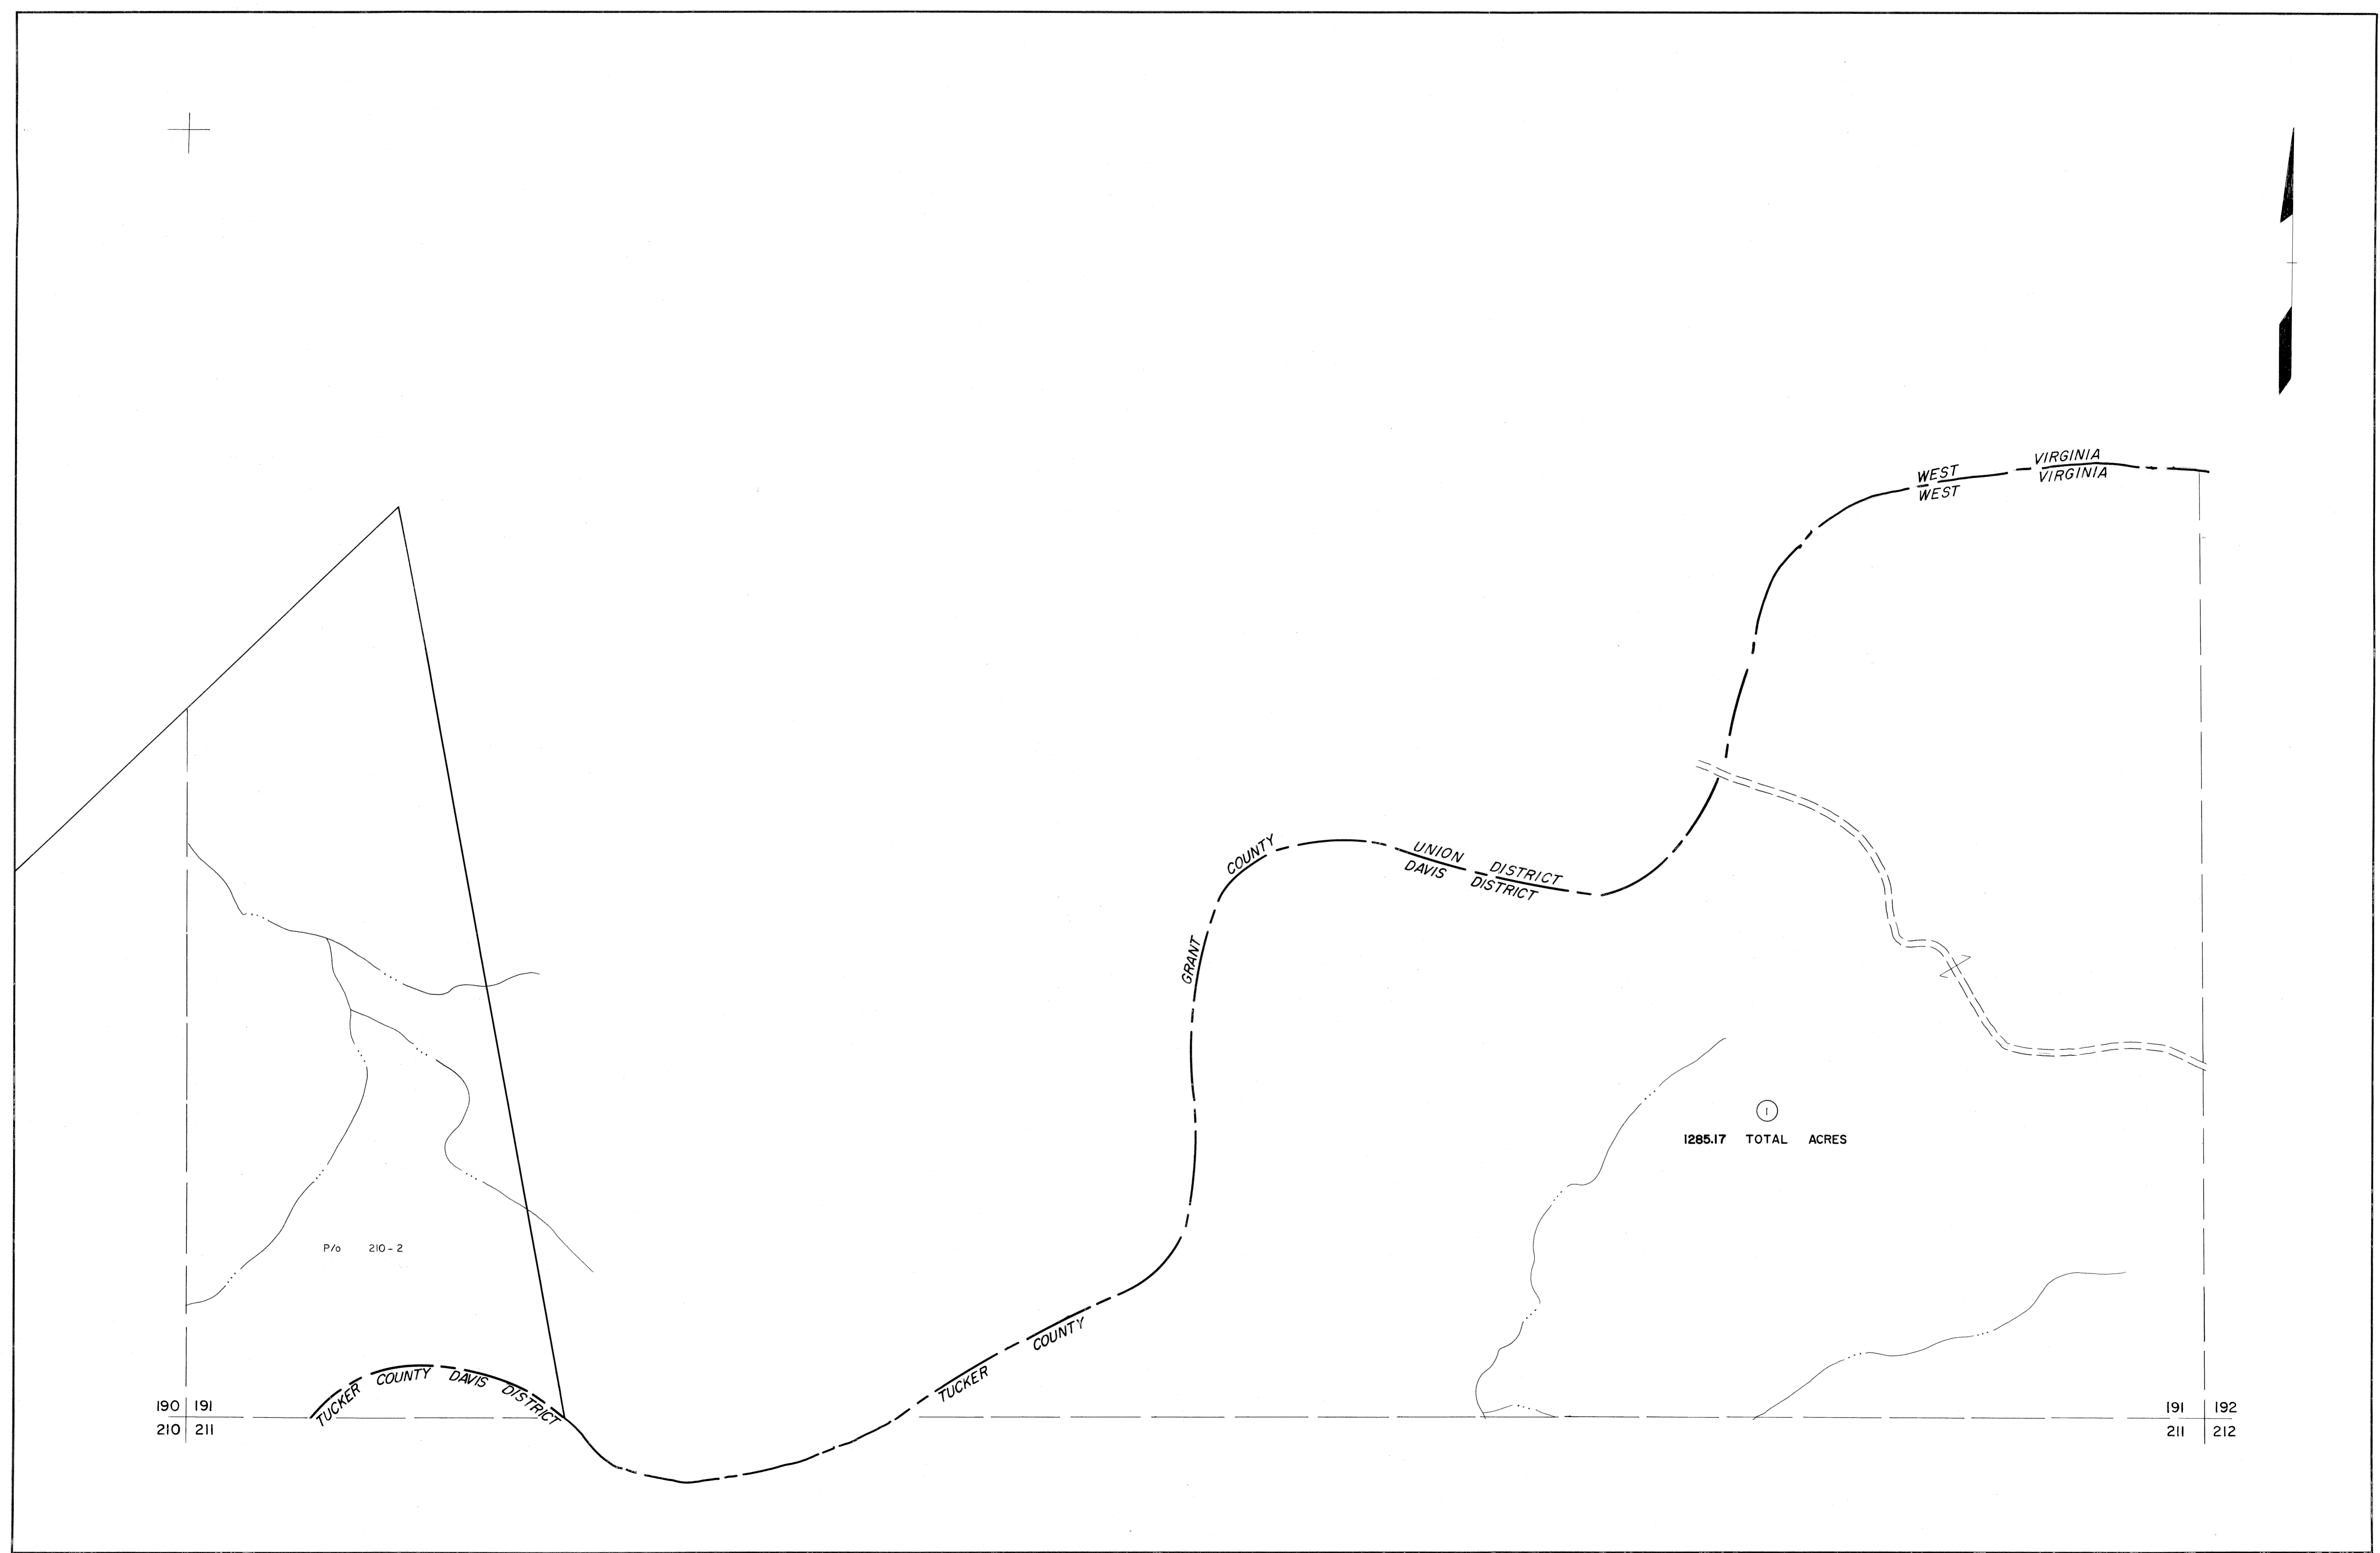 WEST VIRGINIA
WEST VIRGINIA
COUNTY
UNION DISTRICT
DAVIS DISTRICT
GRANT
1
1285.17 TOTAL ACRES
P/o 210-2
TUCKER COUNTY
TUCKER COUNTY DAVIS DISTRICT
190 191
210 211
191 192
211 212